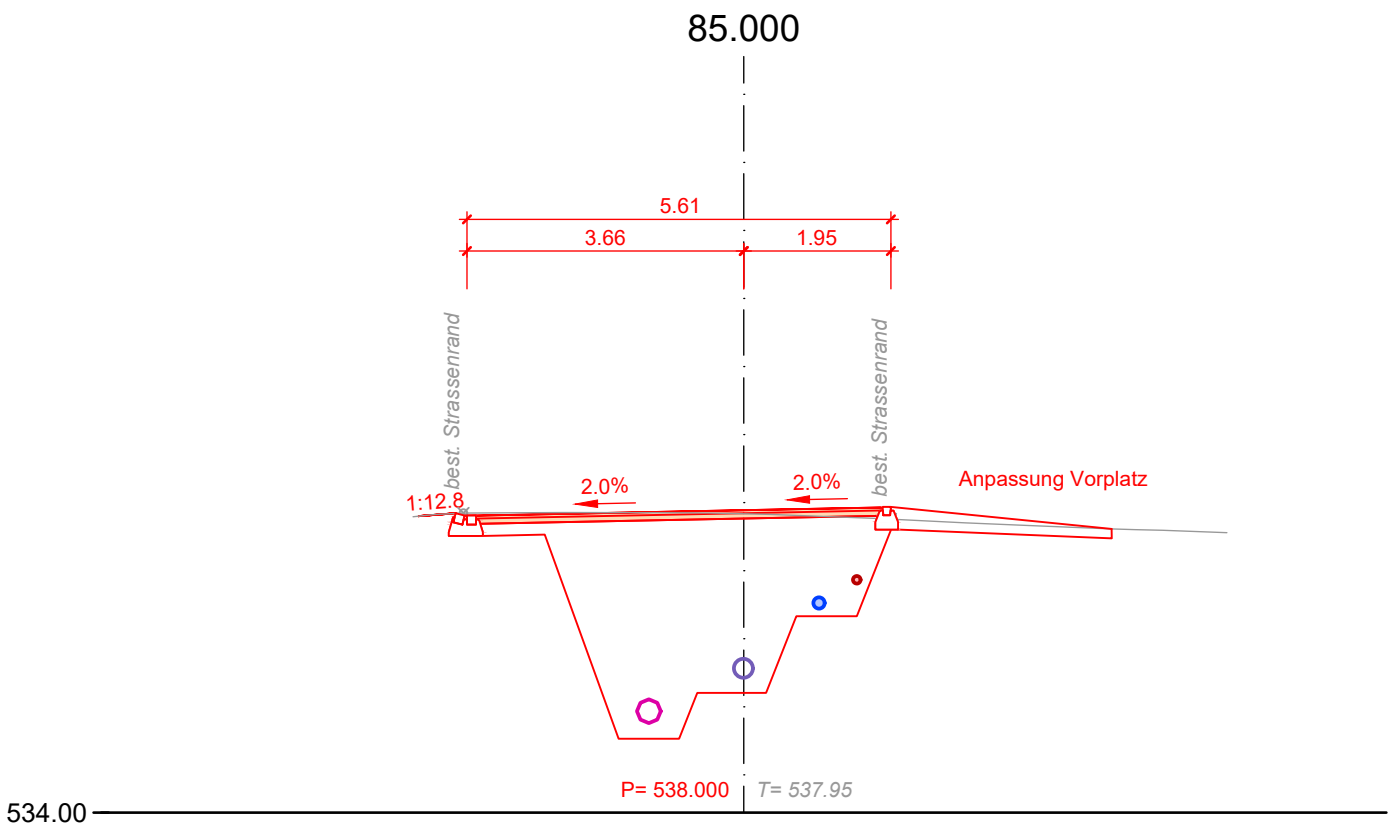 85.000
5.61
3.66
1.95
best. Strassenrand
best. Strassenrand
1:12.8
2.0%
2.0%
Anpassung Vorplatz
P= 538.000
T= 537.95
534.00